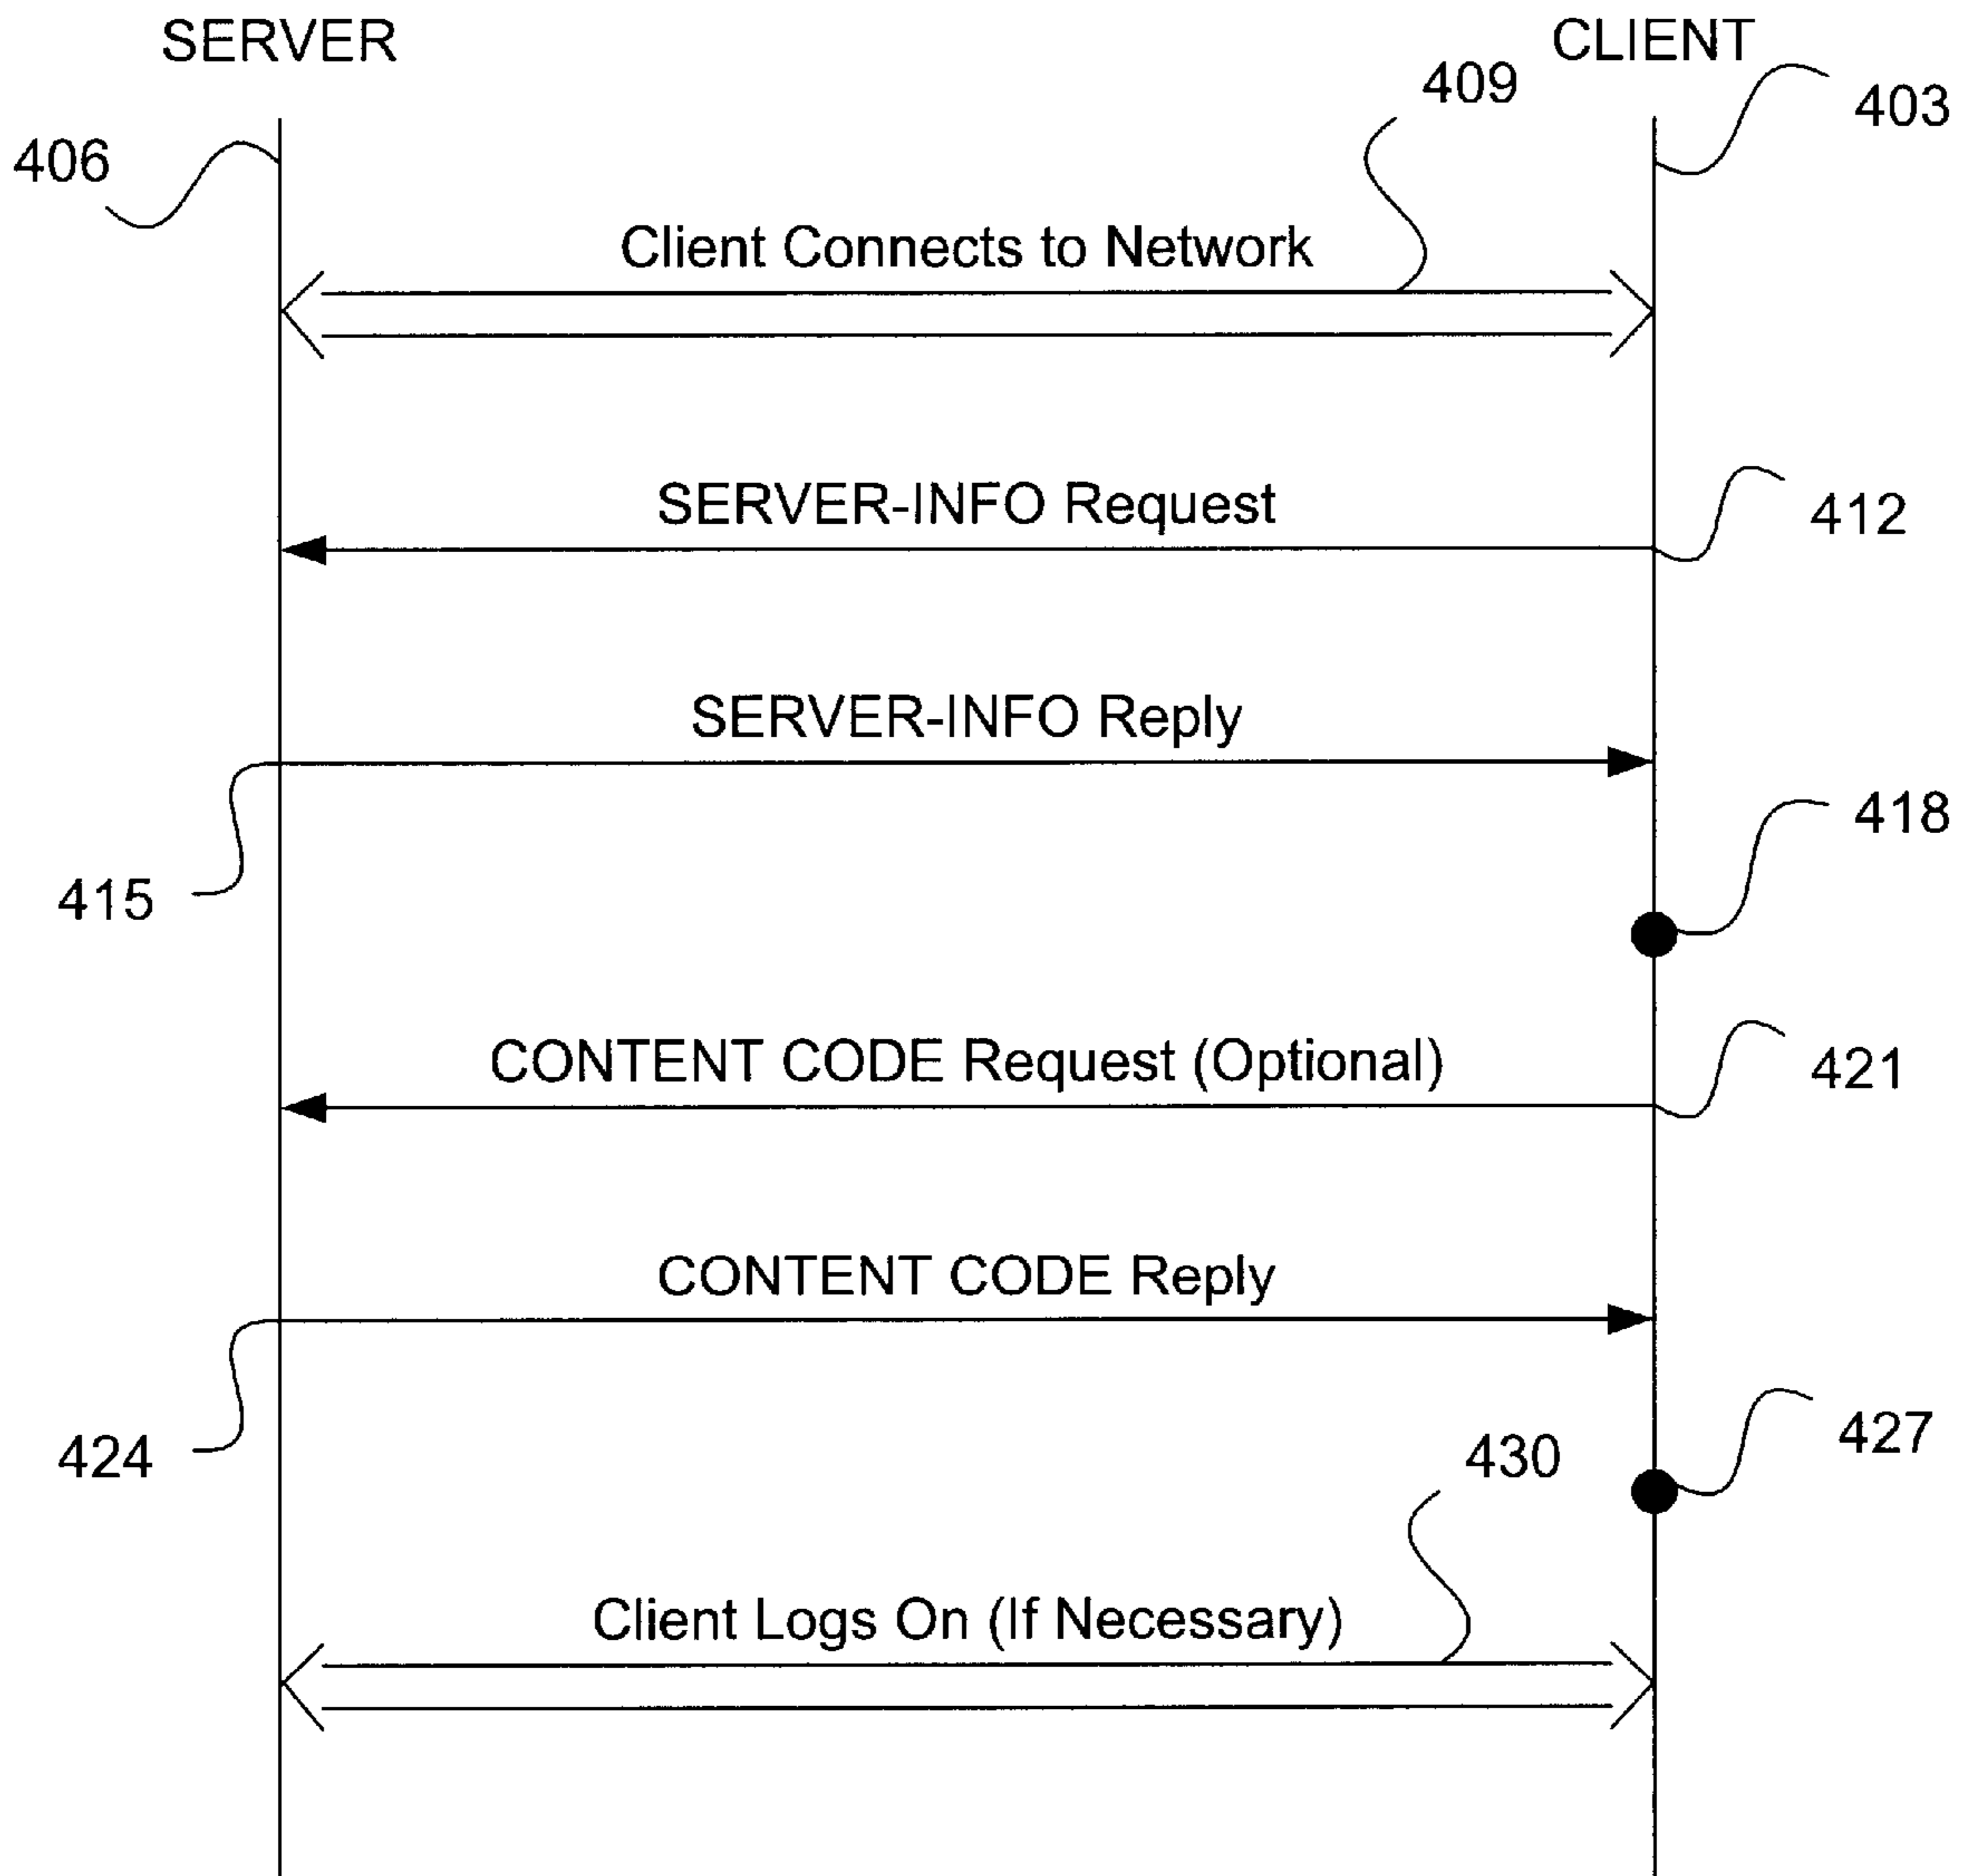 SERVER
CLIENT
409
403
406
Client Connects to Network
SERVER-INFO Request
412
SERVER-INFO Reply
418
415
CONTENT CODE Request (Optional)
421
CONTENT CODE Reply
427
424
430
Client Logs On (If Necessary)